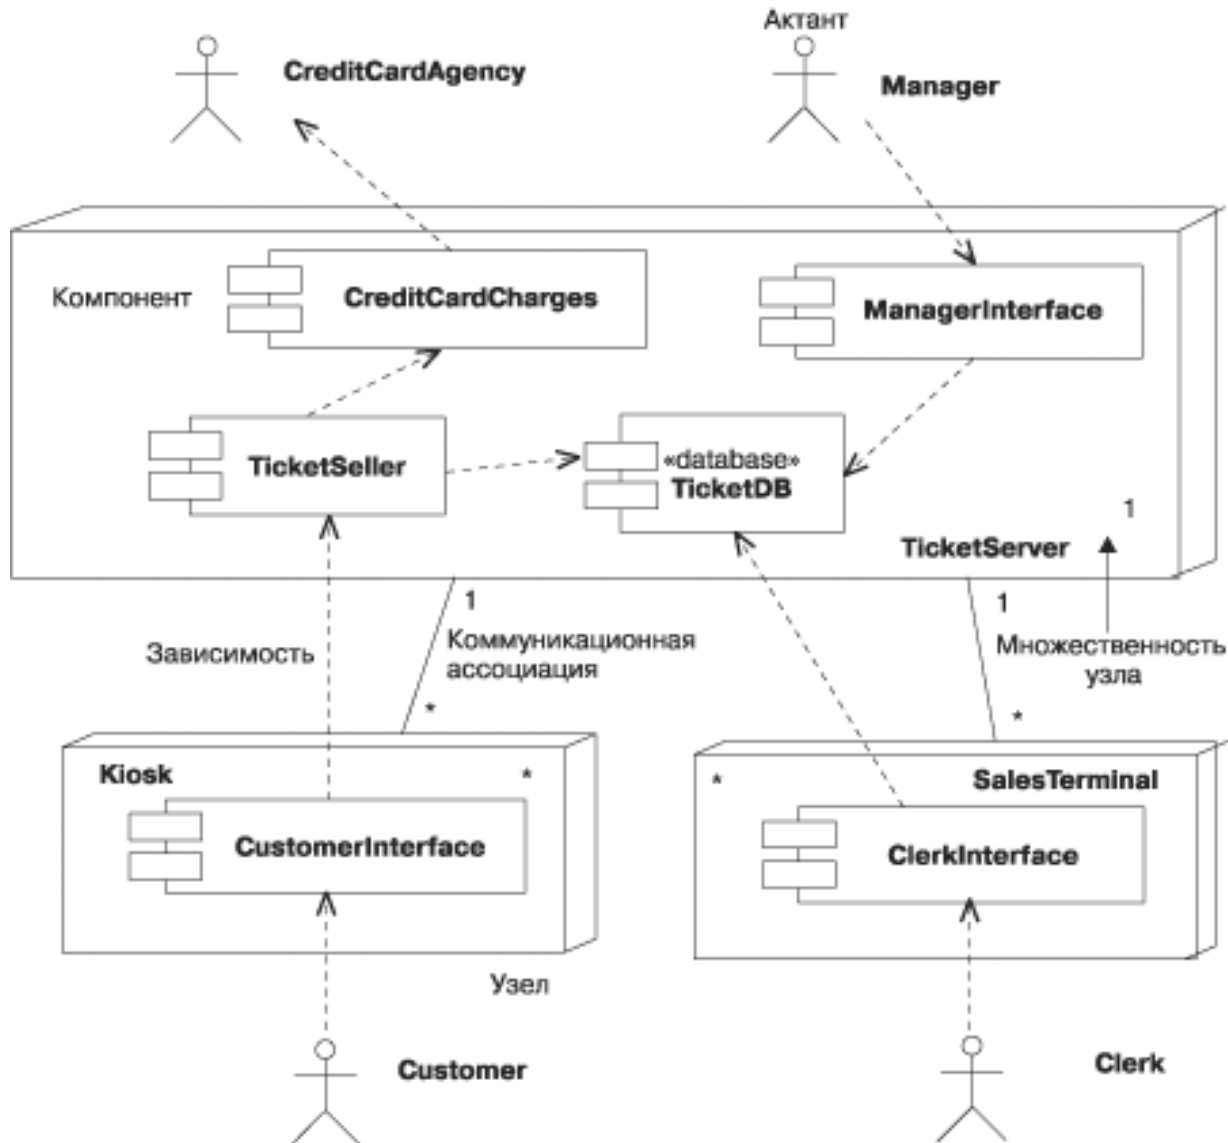 Актант
CreditCardAgency
Manager
Компонент
CreditCardCharges
ManagerInterface
TicketSeller
«database»
TicketDB
1
TicketServer
1
1
Зависимость
Коммуникационная
ассоциация
Множественность
узла
*
*
Kiosk
*
*
SalesTerminal
CustomerInterface
ClerkInterface
Узел
Customer
Clerk